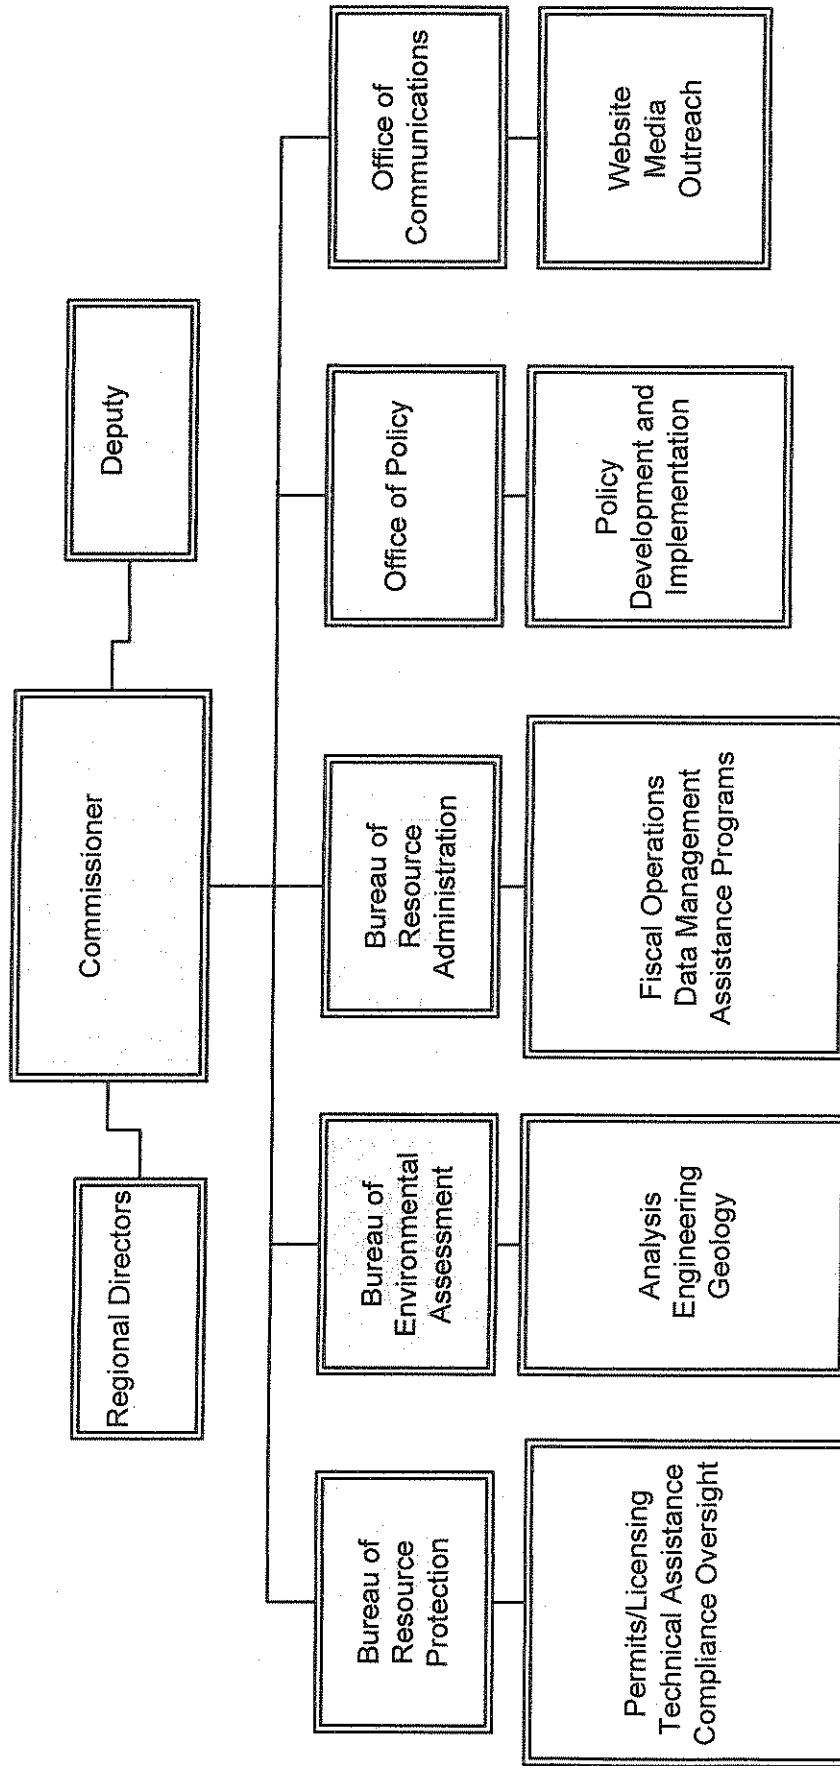 Commissioner
Regional Directors
Deputy
Bureau of
Resource
Protection
Bureau of
Environmental
Assessment
Bureau of
Resource
Administration
Office of Policy
Office of
Communications
Permits/Licensing
Technical Assistance
Compliance Oversight
Analysis
Engineering
Geology
Fiscal Operations
Data Management
Assistance Programs
Policy
Development and
Implementation
Website
Media
Outreach